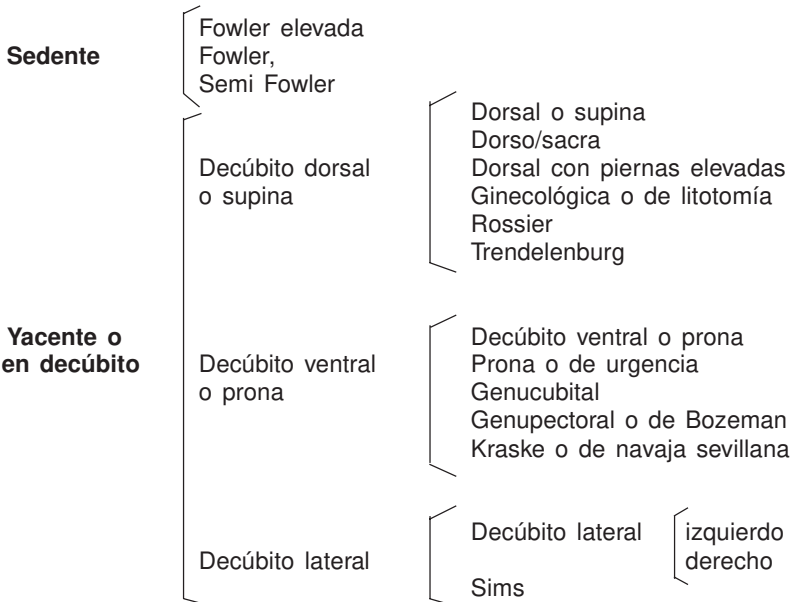 Sedente
Fowler elevada
Fowler,
Semi Fowler
Yacente o
en decúbito
Decúbito dorsal
o supina
Dorsal o supina
Dorso/sacra
Dorsal con piernas elevadas
Ginecológica o de litotomía
Rossier
Trendelenburg
Decúbito ventral
o prona
Decúbito ventral o prona
Prona o de urgencia
Genucubital
Genupectoral o de Bozeman
Kraske o de navaja sevillana
Decúbito lateral
Decúbito lateral
izquierdo
derecho
Sims